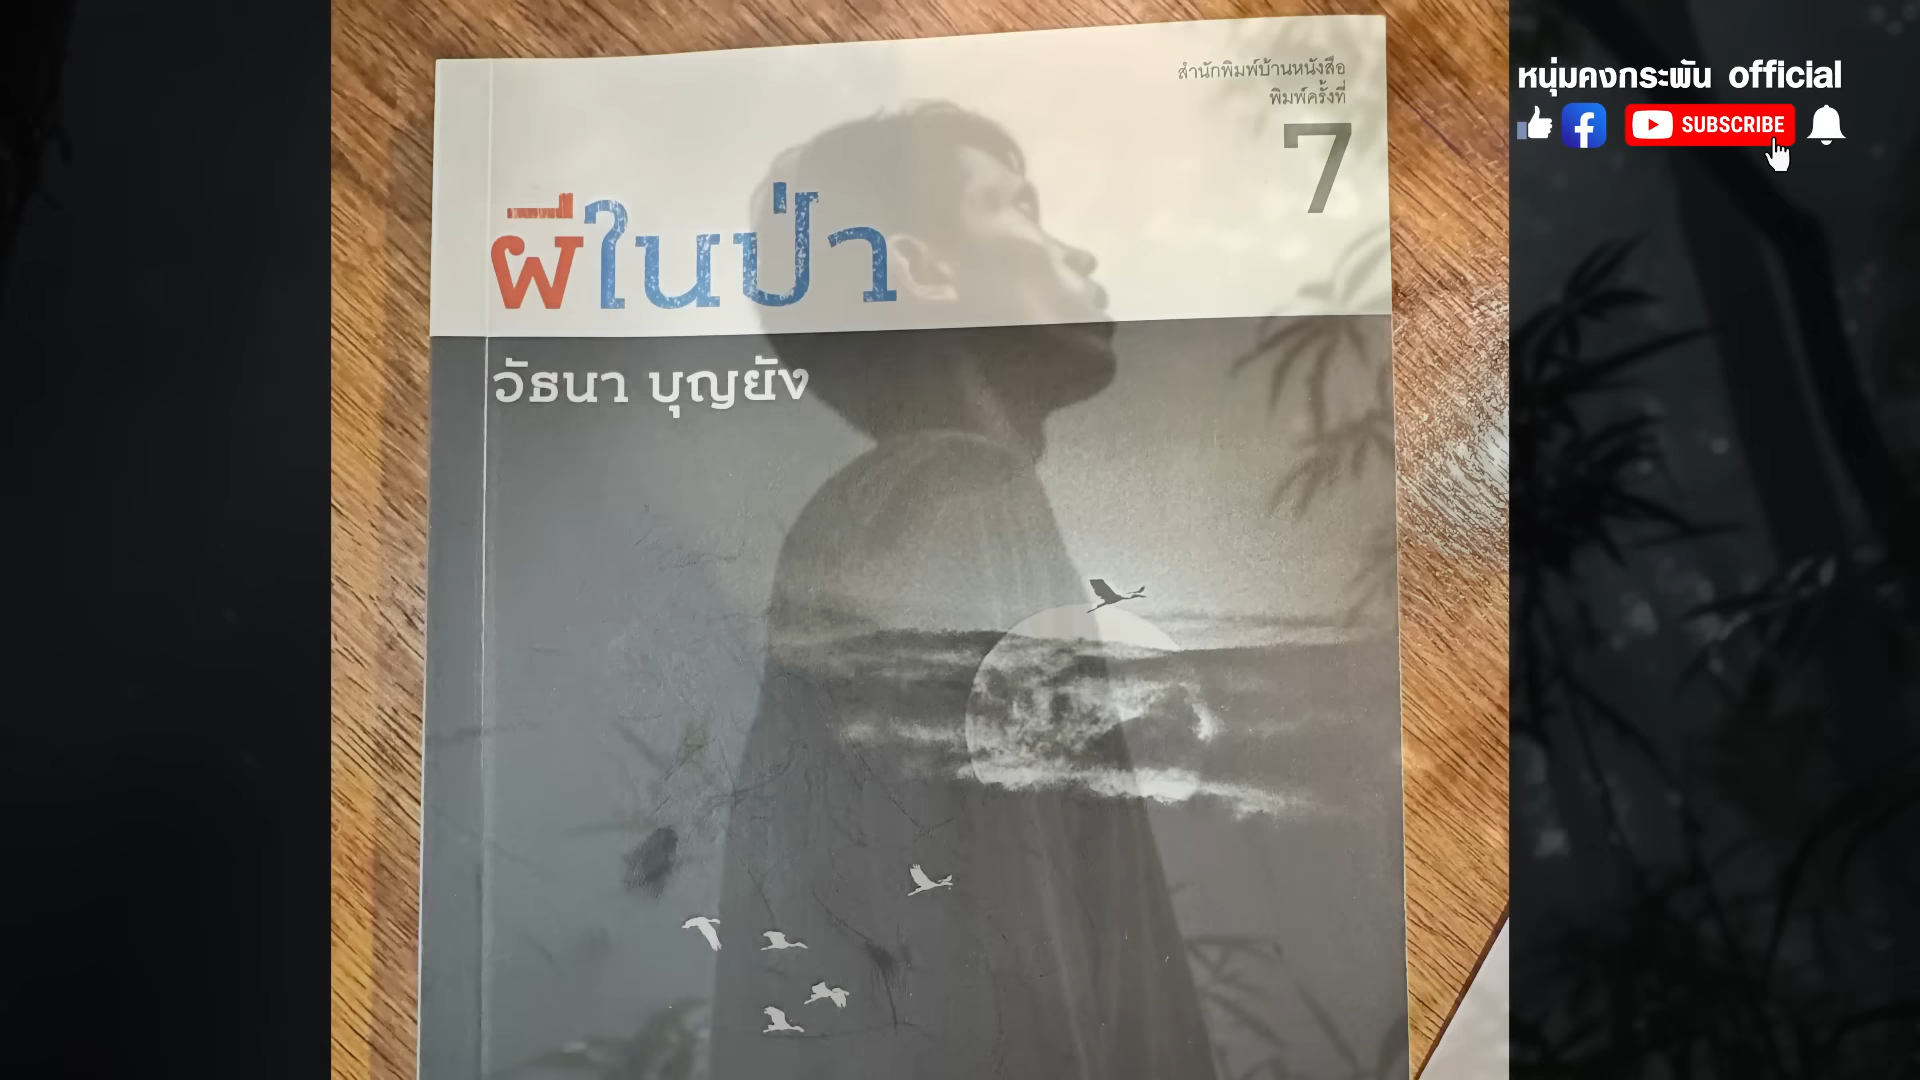 สำนักพิมพ์บ้านหนังสือ
พิมพ์ครั้งที่
7
ผีในป่า
วัธนา บุญยัง
หนุ่มคงกระพัน official
SUBSCRIBE